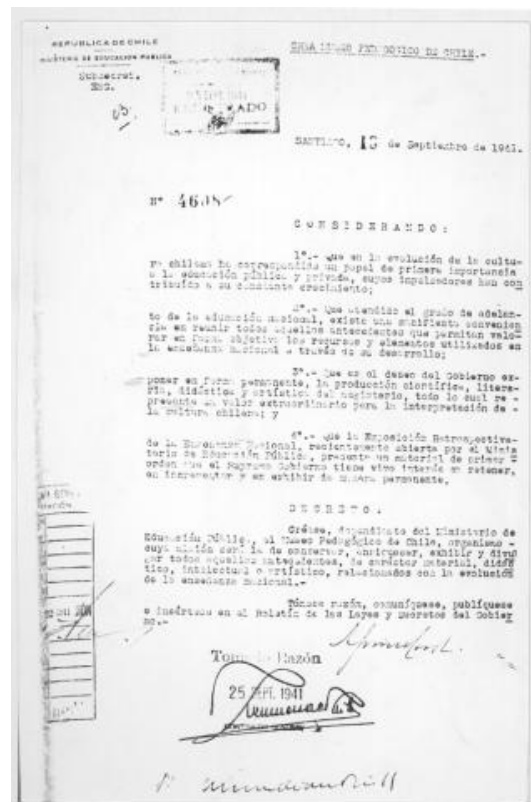 REPUBLICA DE CHILE
MINISTERIO DE EDUCACION PUBLICA
Subsecret.
CREA MUSEO PEDAGOGICO DE CHILE.-
SANTIAGO, 13 de Septiembre de 1941.
Nº 4608
C O N S I D E R A N D O :
1º.- que en la evolución de la cultu-
ra chilena ha correspondido un papel de primera importancia
a la educación pública y privada, cuyos impulsadores han con
tribuído a su constante crecimiento;
2º.- Que atendido el grado de adelan-
to de la educación nacional, existe una manifiesta convenien
cia en reunir todos aquellos antecedentes que permitan valo-
rar en forma objetiva los recursos y elementos utilizados en
la enseñanza nacional a través de su desarrollo;
3º.- Que es el deseo del Gobierno ex-
poner en forma permanente, la producción científica, litera-
ria, didáctica y artística del magisterio, todo lo cual re-
presenta un valor extraordinario para la interpretación de -
la cultura chilena; y
4º.- que la Exposición Retrospectiva-
de la Enseñanza Nacional, recientemente abierta por el Minis
terio de Educación Pública, presenta un material de primer -
orden que el Supremo Gobierno tiene vivo interés en retener,
en incrementar y en exhibir de manera permanente,
D E C R E T O :
Créase, dependiente del Ministerio de
Educación Pública, el Museo Pedagógico de Chile, organismo -
cuya misión será la de conservar, enriquecer, exhibir y divul
gar todos aquellos antecedentes, de carácter material, didác
tico, intelectual o artístico, relacionados con la evolución
de la enseñanza nacional.-
Tómese razón, comuníquese, publíquese
e insértese en el Boletín de las Leyes y Decretos del Gobier
no.-
Tomado Razón
25 SET. 1941